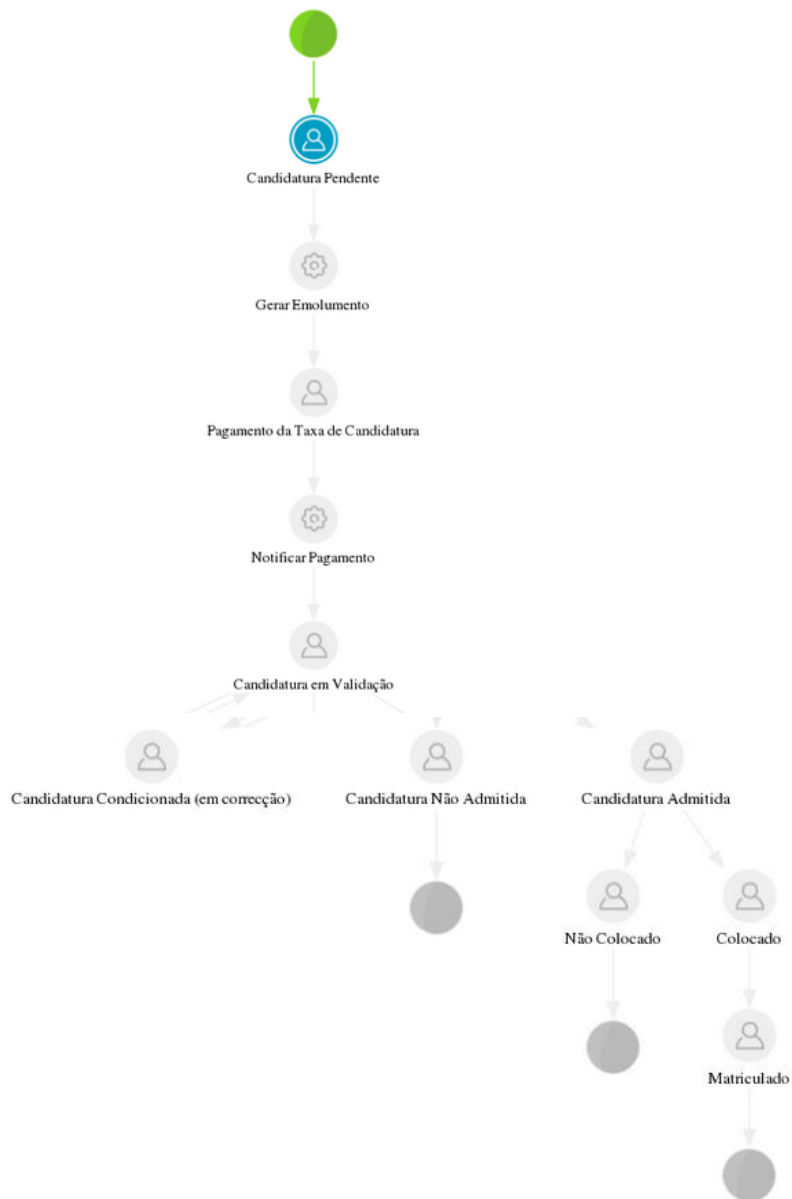 Candidatura Pendente
Gerar Emolumento
Pagamento da Taxa de Candidatura
Notificar Pagamento
Candidatura em Validação
Candidatura Condicionada (em correcção)
Candidatura Não Admitida
Candidatura Admitida
Não Colocado
Colocado
Matriculado